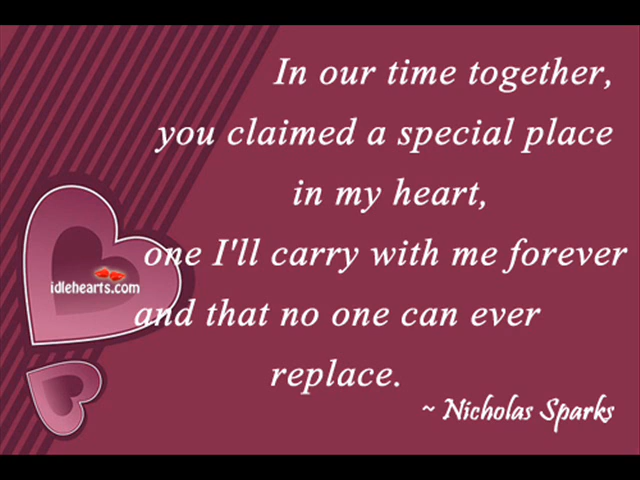 In our time together,
you claimed a special place
in my heart,
one I'll carry with me forever
and that no one can ever
replace.
~ Nicholas Sparks
idlehearts.com